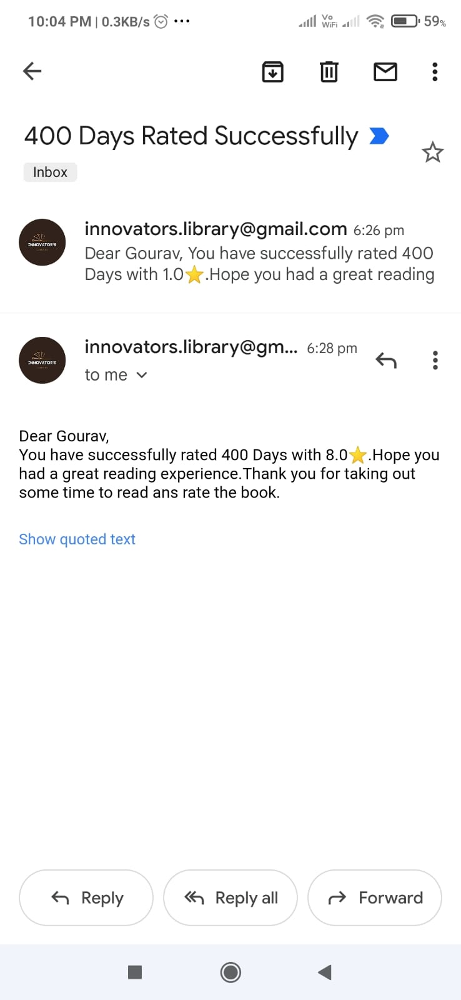 10:04 PM | 0.3KB/s ... Vo WiFi 59%
400 Days Rated Successfully
Inbox
INNOVATOR'S
innovators.library@gmail.com 6:26 pm
Dear Gourav, You have successfully rated 400
Days with 1.0⭐.Hope you had a great reading
INNOVATOR'S
innovators.library@gm... 6:28 pm
to me
Dear Gourav,
You have successfully rated 400 Days with 8.0⭐.Hope you
had a great reading experience.Thank you for taking out
some time to read ans rate the book.
Show quoted text
Reply
Reply all
Forward